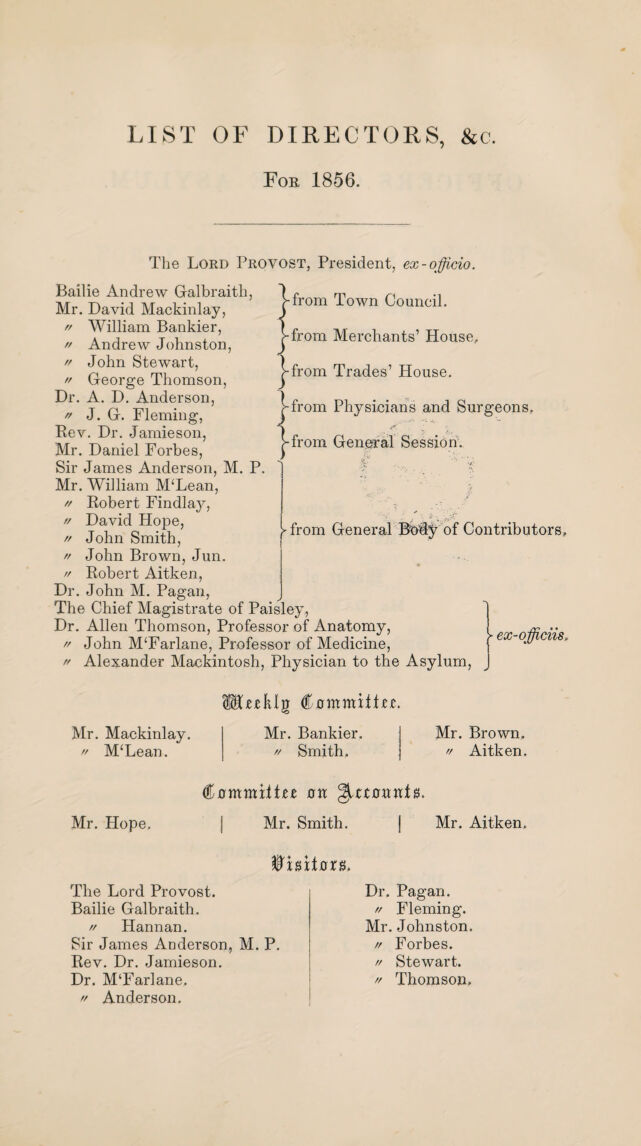 LIST OF DIRECTORS, &c.
FOR 1856.
The LORD PROVOST, President, ex-officio.
Bailie Andrew Galbraith,
Mr. David Mackinlay,
from Town Council.
" William Bankier,
" Andrew Johnston,
from Merchants' House,
" John Stewart,
" George Thomson,
from Trades' House.
Dr. A. D. Anderson,
" J. G. Fleming,
from Physicians and Surgeons,
Rev. Dr. Jamieson,
Mr. Daniel Forbes,
from General Session.
Sir James Anderson, M. P.
Mr. William M'Lean,
" Robert Findlay,
" David Hope,
" John Smith,
" John Brown, Jun.
" Robert Aitken,
Dr. John M. Pagan,
from General Body of Contributors,
The Chief Magistrate of Paisley,
Dr. Allen Thomson, Professor of Anatomy,
" John M'Farlane, Professor of Medicine,
" Alexander Mackintosh, Physician to the Asylum,
ex-officiis.
Weekly Committee.
Mr. Mackinlay. Mr. Bankier. Mr. Brown.
" M'Lean. " Smith. " Aitken.
Committee on Accounts.
Mr. Hope. Mr. Smith. Mr. Aitken.
Visitors.
The Lord Provost.
Bailie Galbraith.
" Hannan.
Sir James Anderson, M. P.
Rev. Dr. Jamieson.
Dr. M'Farlane.
" Anderson.
Dr. Pagan.
" Fleming.
Mr. Johnston.
" Forbes.
" Stewart.
" Thomson.